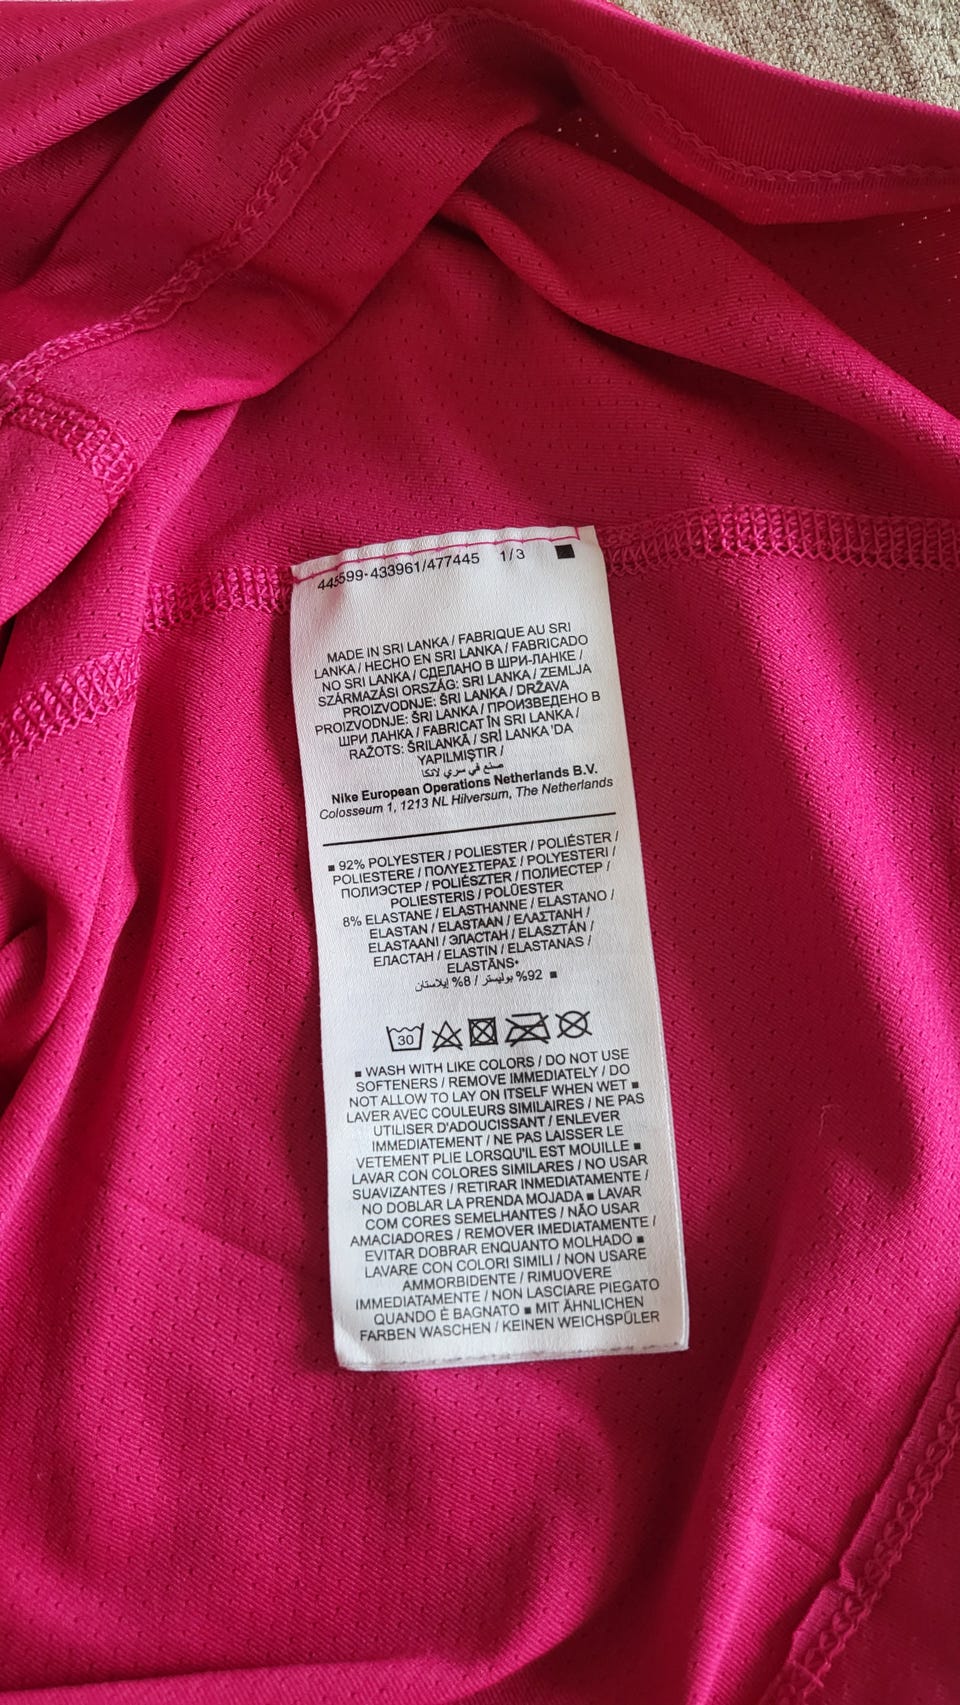 445599-433961/477445 1/3 ■
MADE IN SRI LANKA / FABRIQUE AU SRI
LANKA / HECHO EN SRI LANKA / FABRICADO
NO SRI LANKA / СДЕЛАНО В ШРИ-ЛАНКЕ /
SZÁRMAZÁSI ORSZÁG: SRI LANKA / ZEMLJA
PROIZVODNJE: ŠRI LANKA / DRŽAVA
PROIZVODNJE: ŠRI LANKA / ПРОИЗВЕДЕНО В
ШРИ ЛАНКА / FABRICAT ÎN SRI LANKA /
RAŽOTS: ŠRILANKĀ / SRİ LANKA 'DA
YAPILMIŞTIR /
صنع في سري لانكا
Nike European Operations Netherlands B.V.
Colosseum 1, 1213 NL Hilversum, The Netherlands
■ 92% POLYESTER / POLIESTER / POLIÉSTER /
POLIESTERE / ΠΟΛΥΕΣΤΕΡΑΣ / POLYESTERI /
ПОЛИЭСТЕР / POLIÉSZTER / ПОЛИЕСТЕР /
POLIESTERIS / POLÜESTER
8% ELASTANE / ELASTHANNE / ELASTANO /
ELASTAN / ELASTAAN / ΕΛΑΣΤΑΝΗ /
ELASTAANI / ЭЛАСТАН / ELASZTÁN /
ЕЛАСТАН / ELASTIN / ELASTANAS /
ELASTĀNS•
■ 92% بوليستر / 8% إيلاستان
30
■ WASH WITH LIKE COLORS / DO NOT USE
SOFTENERS / REMOVE IMMEDIATELY / DO
NOT ALLOW TO LAY ON ITSELF WHEN WET ■
LAVER AVEC COULEURS SIMILAIRES / NE PAS
UTILISER D'ADOUCISSANT / ENLEVER
IMMEDIATEMENT / NE PAS LAISSER LE
VETEMENT PLIE LORSQU'IL EST MOUILLE ■
LAVAR CON COLORES SIMILARES / NO USAR
SUAVIZANTES / RETIRAR INMEDIATAMENTE /
NO DOBLAR LA PRENDA MOJADA ■ LAVAR
COM CORES SEMELHANTES / NÃO USAR
AMACIADORES / REMOVER IMEDIATAMENTE /
EVITAR DOBRAR ENQUANTO MOLHADO ■
LAVARE CON COLORI SIMILI / NON USARE
AMMORBIDENTE / RIMUOVERE
IMMEDIATAMENTE / NON LASCIARE PIEGATO
QUANDO È BAGNATO ■ MIT ÄHNLICHEN
FARBEN WASCHEN / KEINEN WEICHSPÜLER